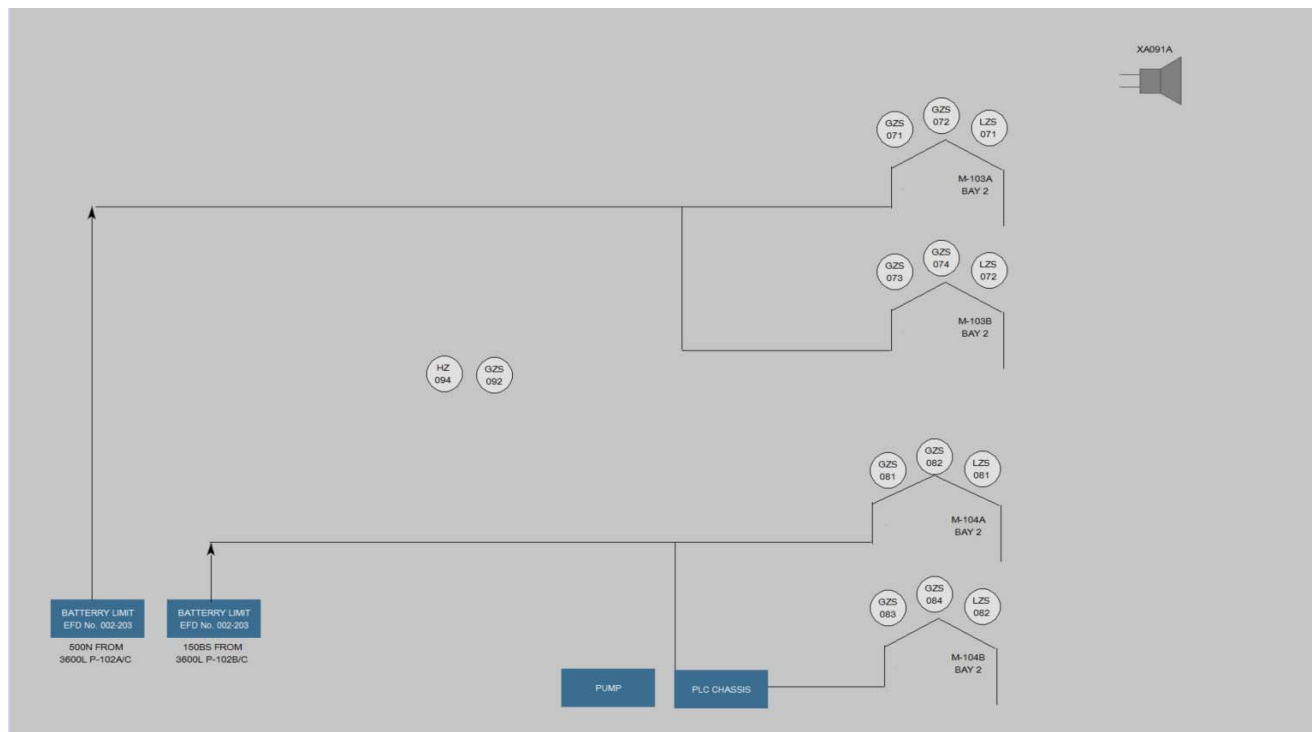 XA091A
GZS
071
GZS
072
LZS
071
M-103A
BAY 2
GZS
073
GZS
074
LZS
072
M-103B
BAY 2
HZ
094
GZS
092
GZS
081
GZS
082
LZS
081
M-104A
BAY 2
GZS
083
GZS
084
LZS
082
M-104B
BAY 2
BATTERRY LIMIT
EFD No. 002-203
500N FROM
3600L P-102A/C
BATTERRY LIMIT
EFD No. 002-203
150BS FROM
3600L P-102B/C
PUMP
PLC CHASSIS